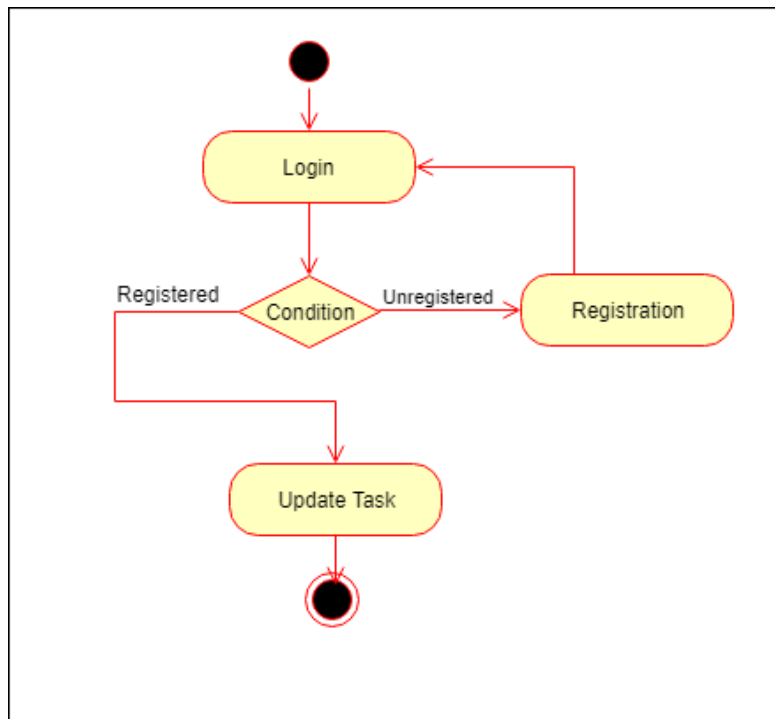 Login
Registered
Condition
Unregistered
Registration
Update Task